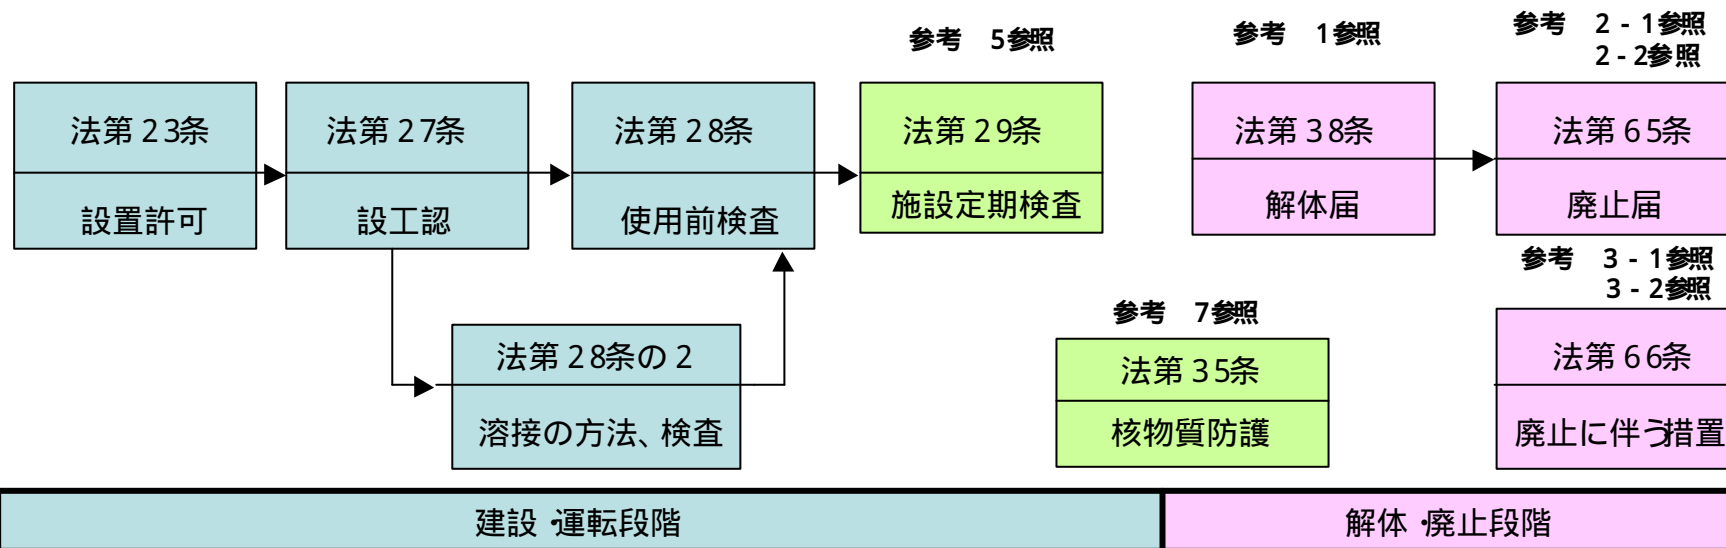 参考 5参照
参考 1参照
参考 2-1参照
2-2参照
法第23条
設置許可
法第27条
設工認
法第28条
使用前検査
法第29条
施設定期検査
法第38条
解体届
法第65条
廃止届
法第28条の2
溶接の方法、検査
参考 7参照
法第35条
核物質防護
参考 3-1参照
3-2参照
法第66条
廃止に伴う措置
建設・運転段階
解体・廃止段階